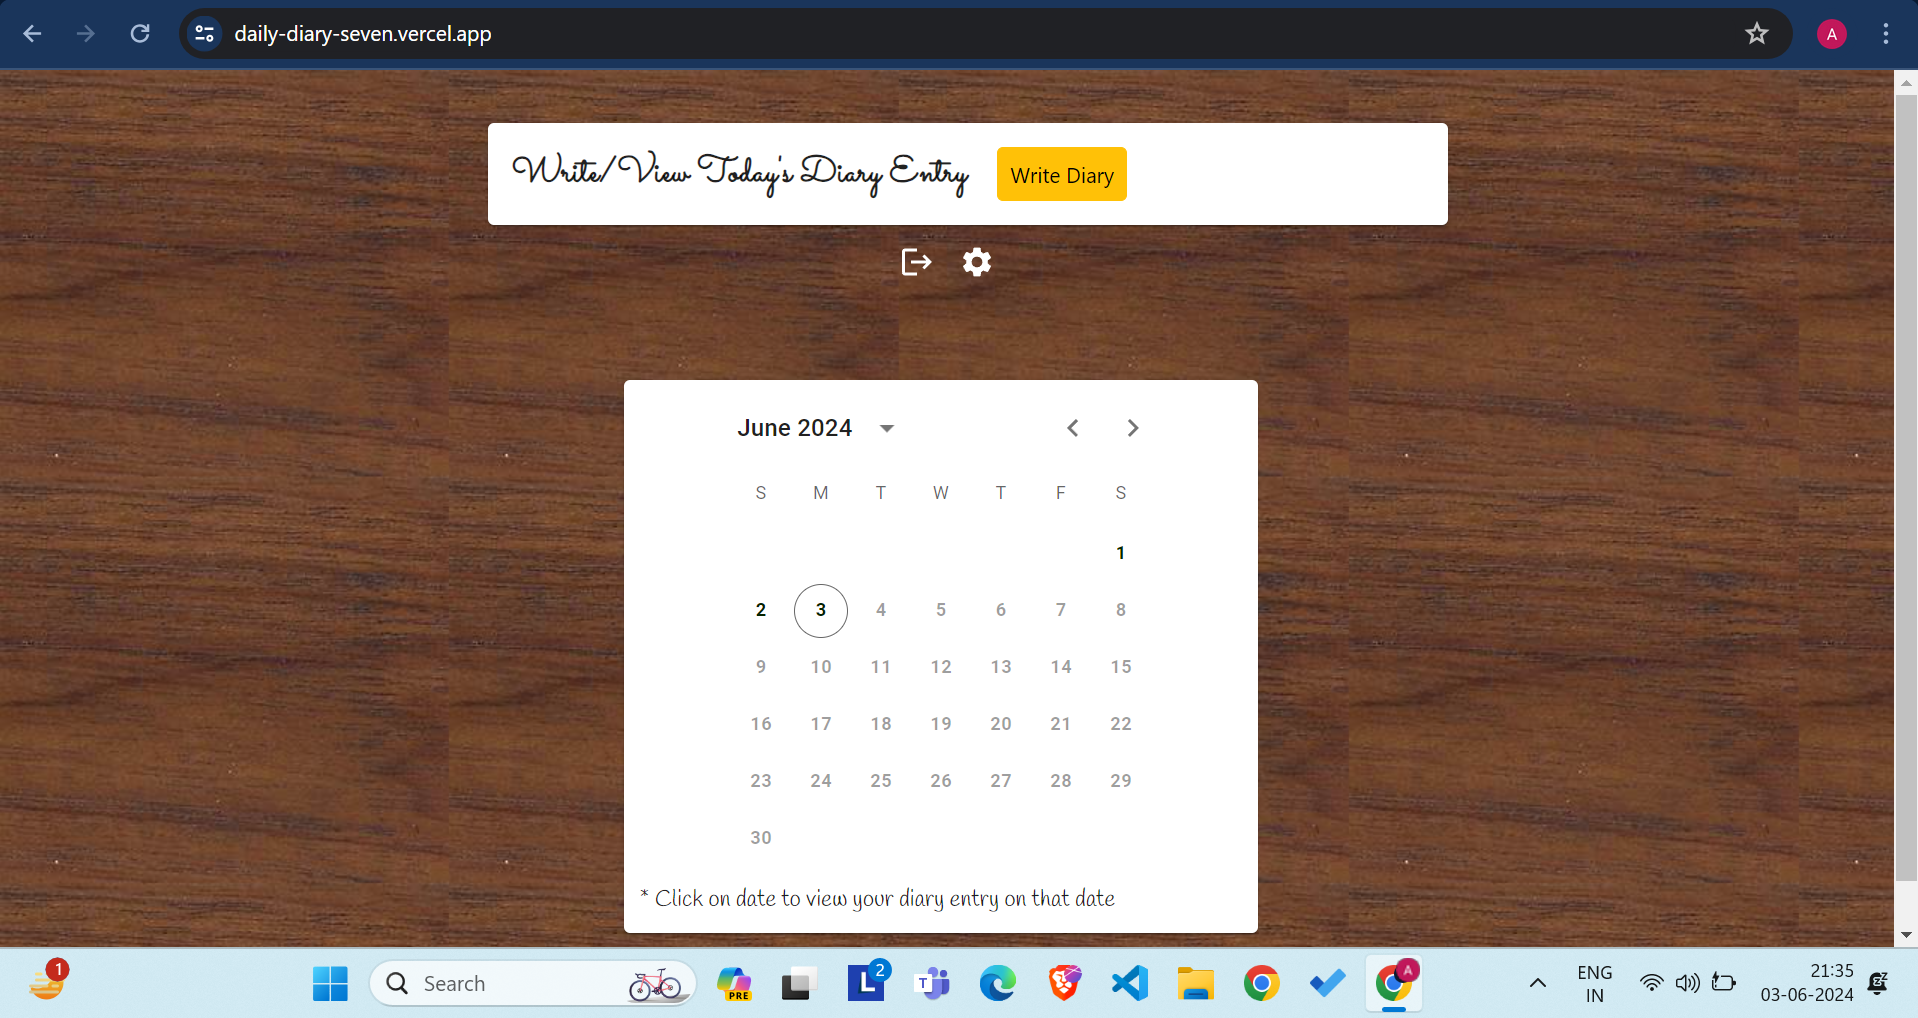 daily-diary-seven.vercel.app
A
Write/View Today's Diary Entry
Write Diary
June 2024
S M T W T F S
1
2 3 4 5 6 7 8
9 10 11 12 13 14 15
16 17 18 19 20 21 22
23 24 25 26 27 28 29
30
* Click on date to view your diary entry on that date
1
Search
PRE
L 2
T
A
ENG
IN
21:35
03-06-2024